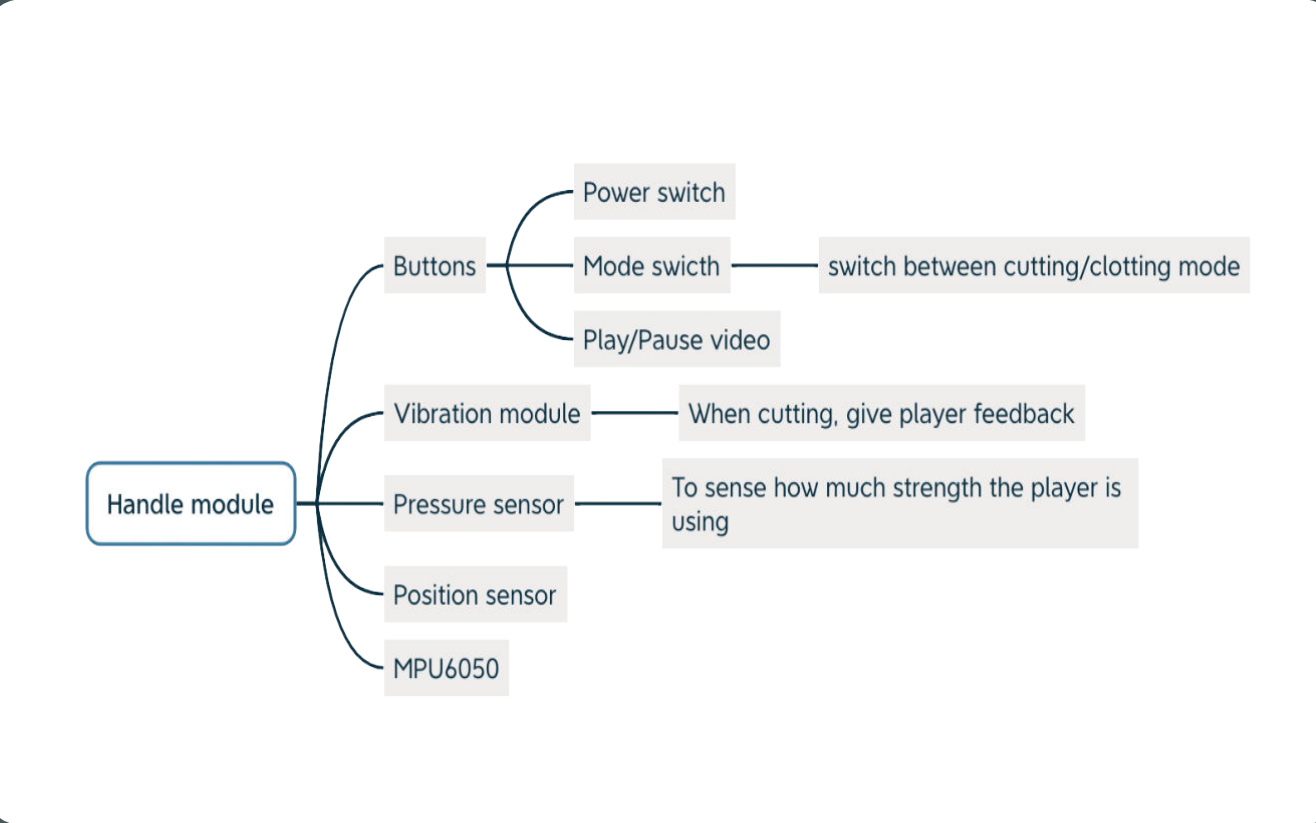 Power switch
Buttons
Mode swicth
switch between cutting/clotting mode
Play/Pause video
Vibration module
When cutting, give player feedback
Handle module
Pressure sensor
To sense how much strength the player is
using
Position sensor
MPU6050